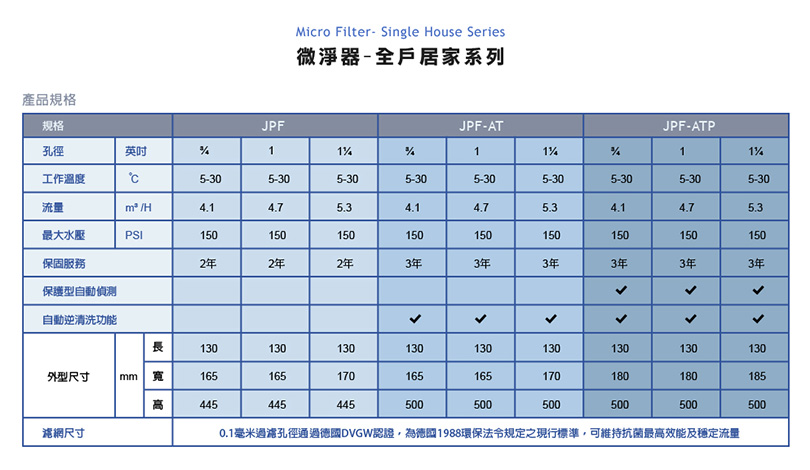 Micro Filter- Single House Series
微淨器-全戶居家系列
產品規格
規格 JPF JPF-AT JPF-ATP
孔徑 英吋 ¾ 1 1¼ ¾ 1 1¼ ¾ 1 1¼
工作溫度 ℃ 5-30 5-30 5-30 5-30 5-30 5-30 5-30 5-30 5-30
流量 m³ /H 4.1 4.7 5.3 4.1 4.7 5.3 4.1 4.7 5.3
最大水壓 PSI 150 150 150 150 150 150 150 150 150
保固服務 2年 2年 2年 3年 3年 3年 3年 3年 3年
保護型自動偵測 ✓ ✓ ✓
自動逆清洗功能 ✓ ✓ ✓ ✓ ✓ ✓
長 130 130 130 130 130 130 130 130 130
外型尺寸 mm 寬 165 165 170 165 165 170 180 180 185
高 445 445 445 500 500 500 500 500 500
濾網尺寸 0.1毫米過濾孔徑通過德國DVGW認證，為德國1988環保法令規定之現行標準，可維持抗菌最高效能及穩定流量